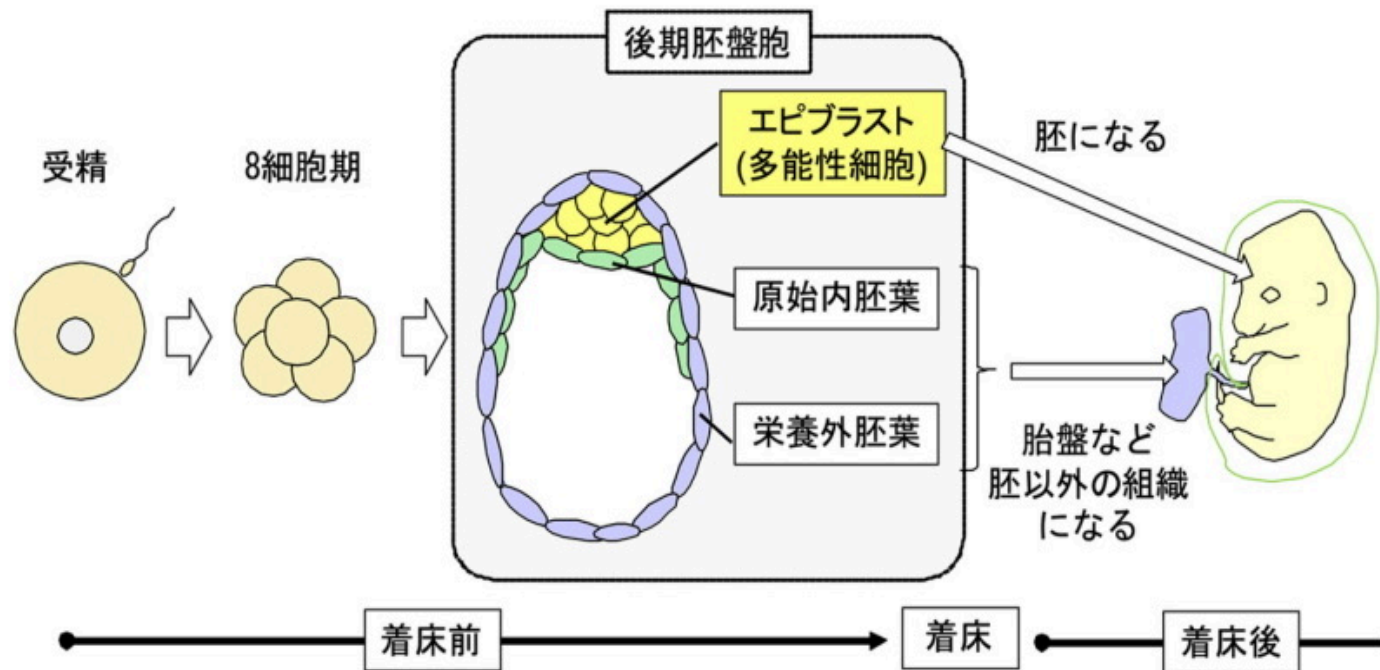 後期胚盤胞
受精
8細胞期
エピブラスト
(多能性細胞)
胚になる
原始内胚葉
栄養外胚葉
胎盤など
胚以外の組織
になる
着床前
着床
着床後